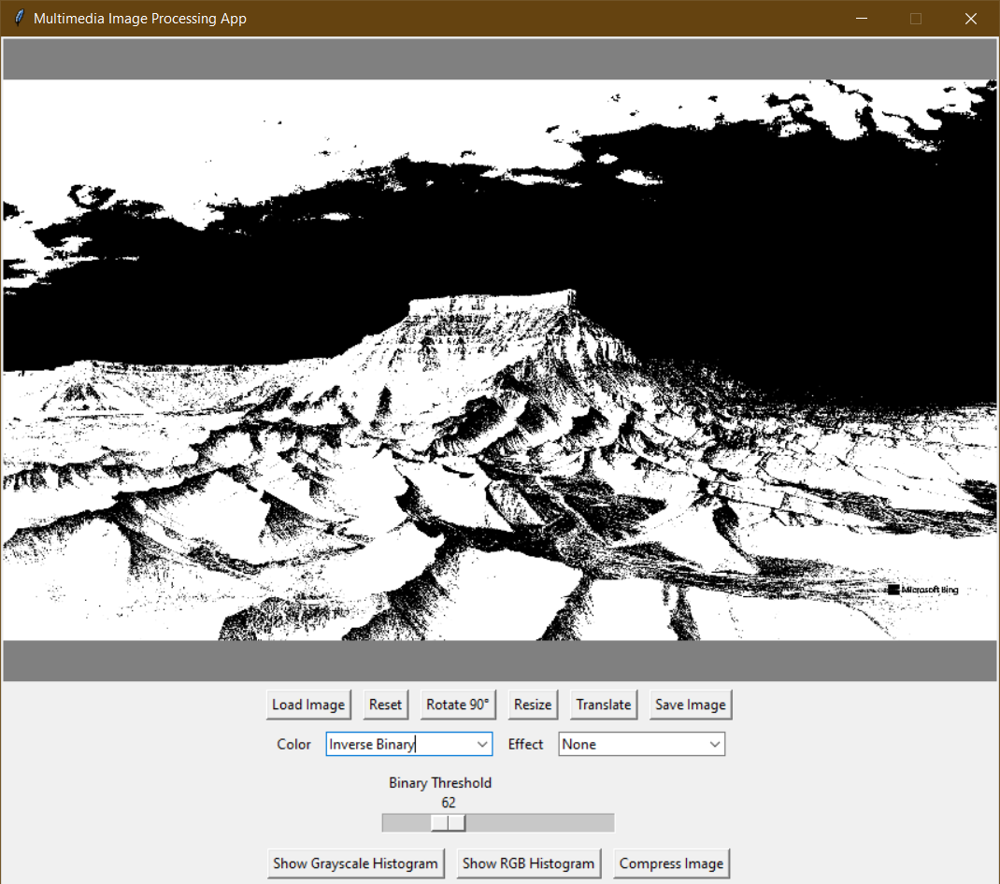 Multimedia Image Processing App
Microsoft Bing
Load Image Reset Rotate 90° Resize Translate Save Image
Color Inverse Binary Effect None
Binary Threshold
62
Show Grayscale Histogram Show RGB Histogram Compress Image